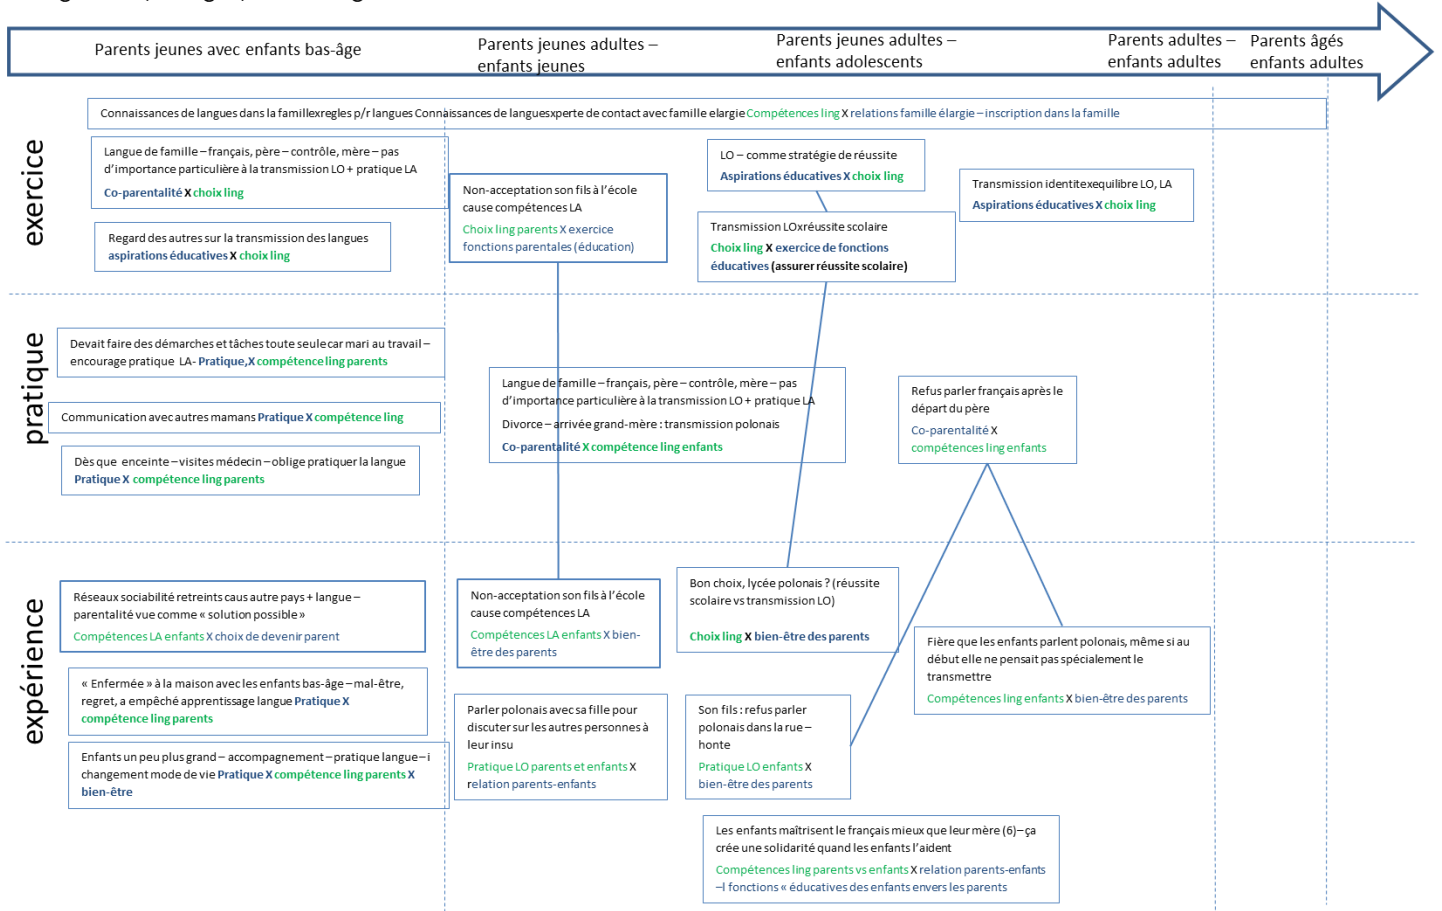 Parents jeunes avec enfants bas-âge
Parents jeunes adultes –
enfants jeunes
Parents jeunes adultes –
enfants adolescents
Parents adultes –
enfants adultes
Parents âgés
enfants adultes
exercice
Connaissances de langues dans la famillexregles p/r langues Connaissances de languesxperte de contact avec famille elargie Compétences ling X relations famille élargie – inscription dans la famille
Langue de famille – français, père – contrôle, mère – pas
d'importance particulière à la transmission LO + pratique LA
Co-parentalité X choix ling
Regard des autres sur la transmission des langues
aspirations éducatives X choix ling
Non-acceptation son fils à l'école
cause compétences LA
Choix ling parents X exercice
fonctions parentales (éducation)
LO – comme stratégie de réussite
Aspirations éducatives X choix ling
Transmission LOxréussite scolaire
Choix ling X exercice de fonctions
éducatives (assurer réussite scolaire)
Transmission identitexequilibre LO, LA
Aspirations éducatives X choix ling
pratique
Devait faire des démarches et tâches toute seulecar mari au travail –
encourage pratique LA- Pratique,X compétence ling parents
Communication avec autres mamans Pratique X compétence ling
Dès que enceinte – visites médecin – oblige pratiquer la langue
Pratique X compétence ling parents
Langue de famille – français, père – contrôle, mère – pas
d'importance particulière à la transmission LO + pratique LA
Divorce – arrivée grand-mère : transmission polonais
Co-parentalité X compétence ling enfants
Refus parler français après le
départ du père
Co-parentalité X
compétences ling enfants
expérience
Réseaux sociabilité retreints caus autre pays + langue –
parentalité vue comme « solution possible »
Compétences LA enfants X choix de devenir parent
« Enfermée » à la maison avec les enfants bas-âge – mal-être,
regret, a empêché apprentissage langue Pratique X
compétence ling parents
Enfants un peu plus grand – accompagnement – pratique langue – i
changement mode de vie Pratique X compétence ling parents X
bien-être
Non-acceptation son fils à l'école
cause compétences LA
Compétences LA enfants X bien-
être des parents
Parler polonais avec sa fille pour
discuter sur les autres personnes à
leur insu
Pratique LO parents et enfants X
relation parents-enfants
Bon choix, lycée polonais ? (réussite
scolaire vs transmission LO)
Choix ling X bien-être des parents
Son fils : refus parler
polonais dans la rue –
honte
Pratique LO enfants X
bien-être des parents
Fière que les enfants parlent polonais, même si au
début elle ne pensait pas spécialement le
transmettre
Compétences ling enfants X bien-être des parents
Les enfants maîtrisent le français mieux que leur mère (6) – ça
crée une solidarité quand les enfants l'aident
Compétences ling parents vs enfants X relation parents-enfants
–l fonctions « éducatives des enfants envers les parents